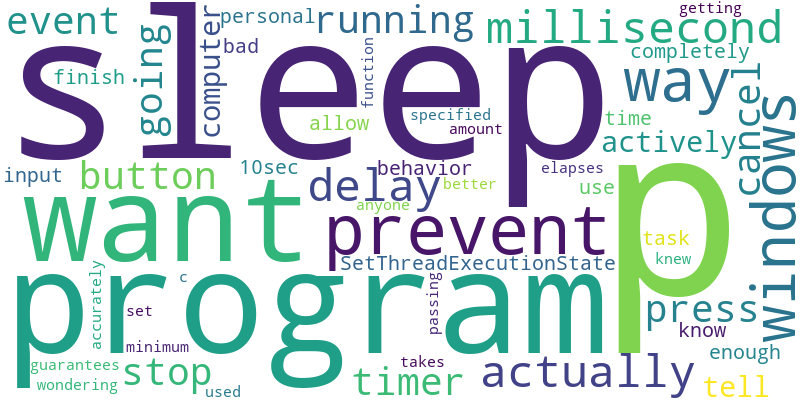 getting
event
personal
running
millisecond
bad
computer
going
sleep
completely
finish
function
way
specified
allow
amount
time
cancel
windows
actively
input
button
10sec
behavior
elapses
delay
better
use
anyone
want
prevent
p
task
knew
SetThreadExecutionState
program
accurately
c
passing
set
press
know
minimum
enough
guarantees
stop
takes
actually
wondering
used
timer
tell